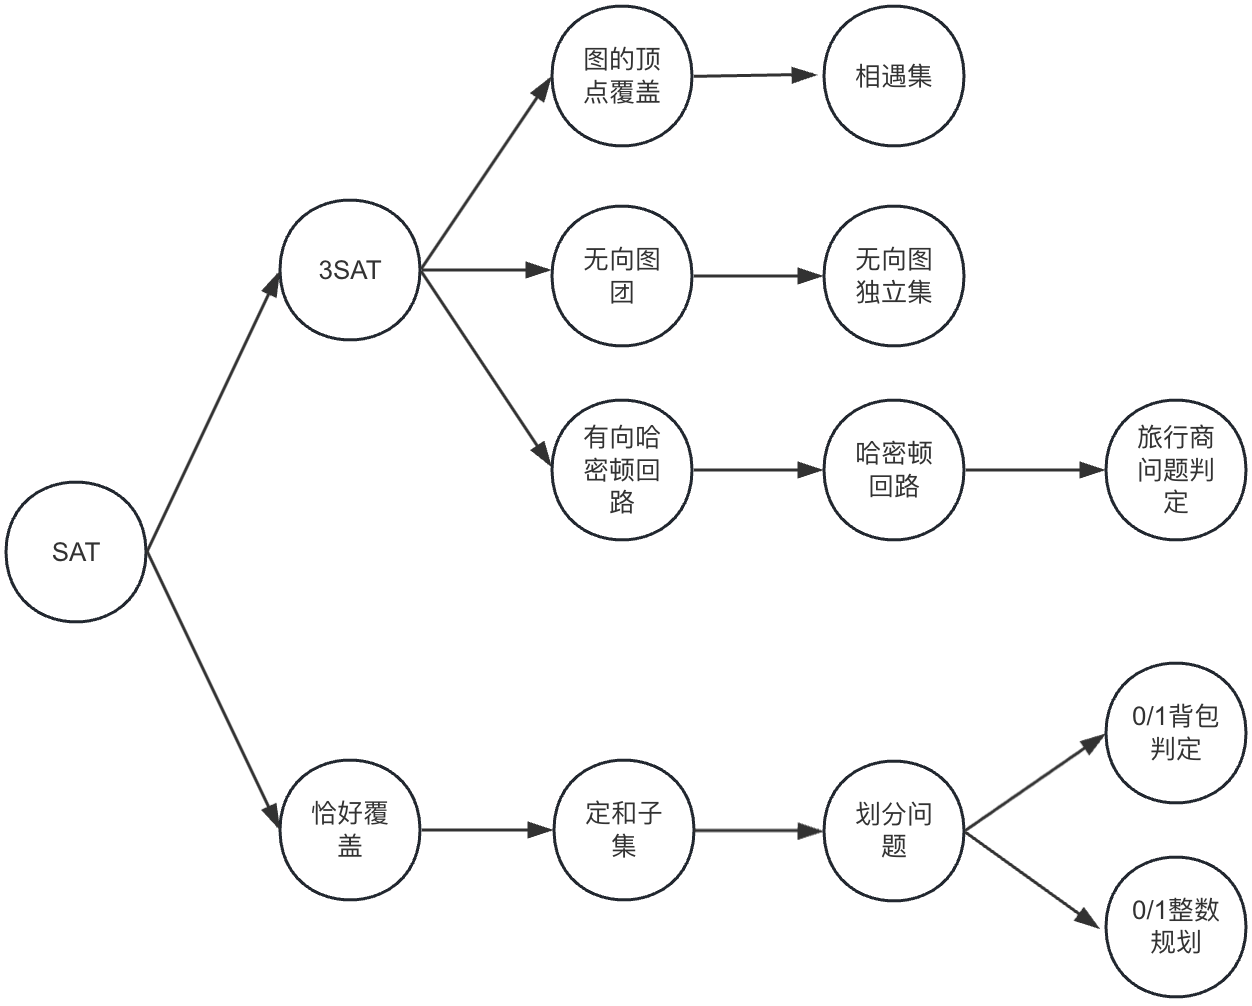 图的顶
点覆盖
相遇集
3SAT
无向图
团
无向图
独立集
有向哈
密顿回
路
哈密顿
回路
旅行商
问题判
定
SAT
0/1背包
判定
恰好覆
盖
定和子
集
划分问
题
0/1整数
规划